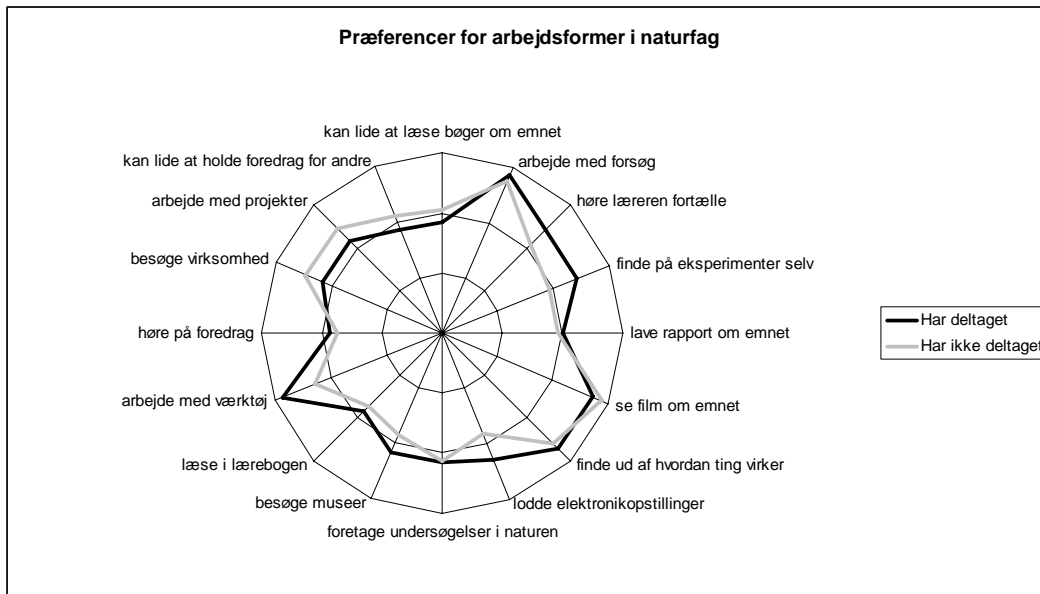 Præferencer for arbejdsformer i naturfag
kan lide at læse bøger om emnet
arbejde med forsøg
høre læreren fortælle
finde på eksperimenter selv
lave rapport om emnet
se film om emnet
finde ud af hvordan ting virker
lodde elektronikopstillinger
foretage undersøgelser i naturen
besøge museer
læse i lærebogen
arbejde med værktøj
høre på foredrag
besøge virksomhed
arbejde med projekter
kan lide at holde foredrag for andre
Har deltaget
Har ikke deltaget